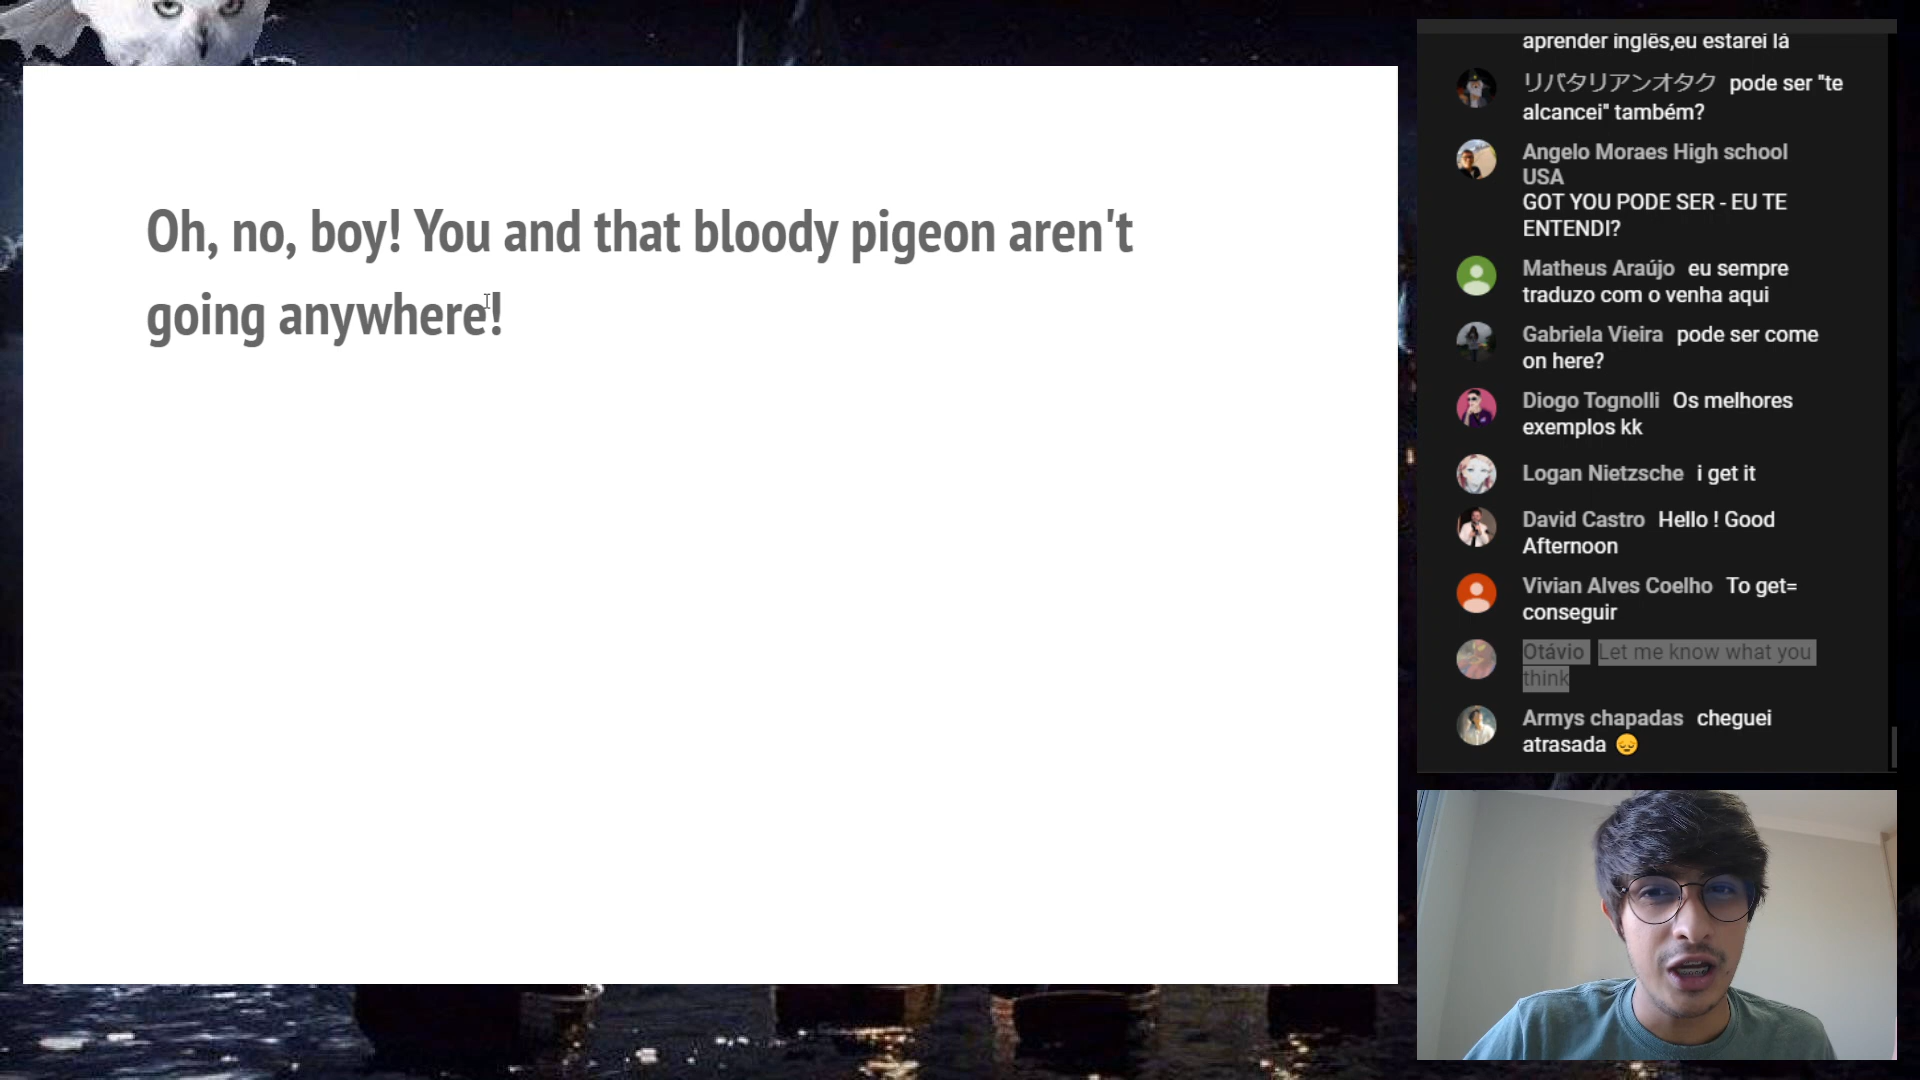 Oh, no, boy! You and that bloody pigeon aren't
going anywhere!
aprender inglês,eu estarei lá
リバタリアンオタク pode ser "te
alcancei" também?
Angelo Moraes High school
USA
GOT YOU PODE SER - EU TE
ENTENDI?
Matheus Araújo eu sempre
traduzo com o venha aqui
Gabriela Vieira pode ser come
on here?
Diogo Tognolli Os melhores
exemplos kk
Logan Nietzsche i get it
David Castro Hello ! Good
Afternoon
Vivian Alves Coelho To get=
conseguir
Otávio Let me know what you
think
Armys chapadas cheguei
atrasada 😔